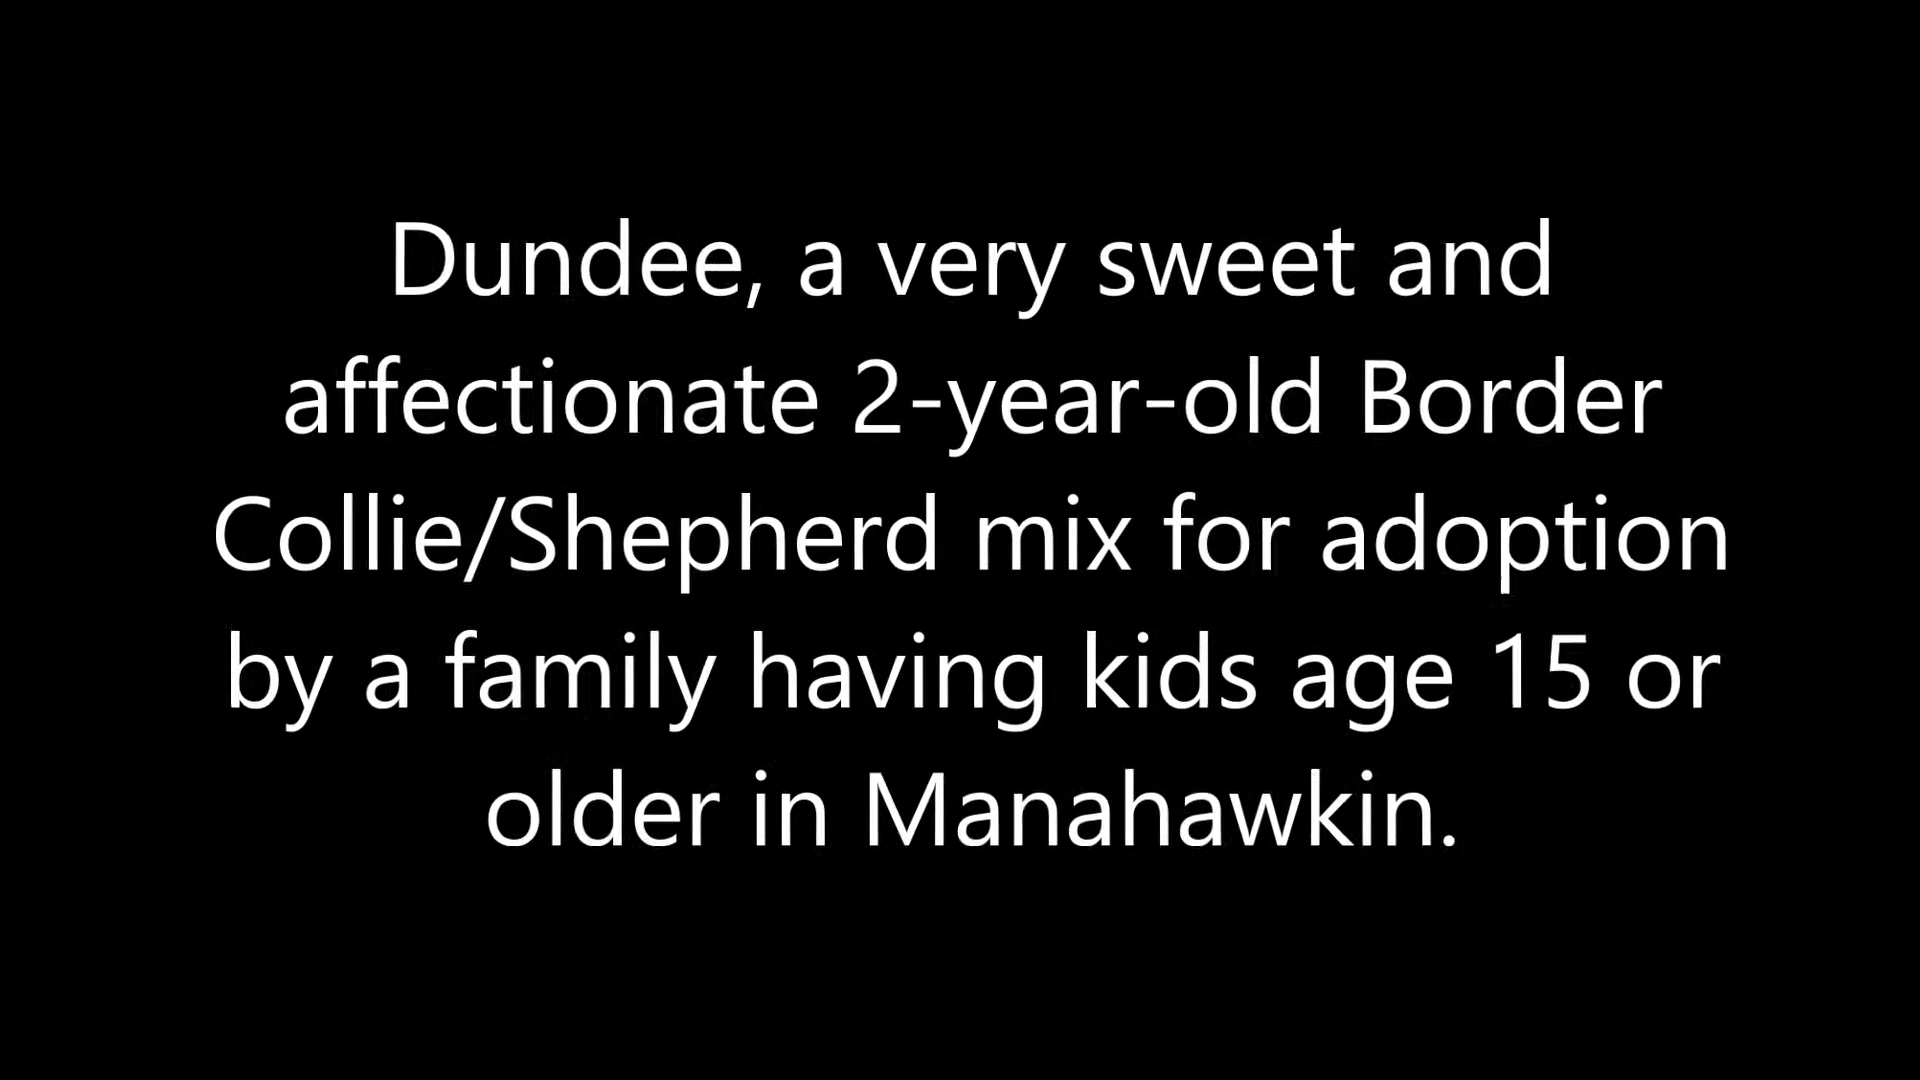 Dundee, a very sweet and
affectionate 2-year-old Border
Collie/Shepherd mix for adoption
by a family having kids age 15 or
older in Manahawkin.